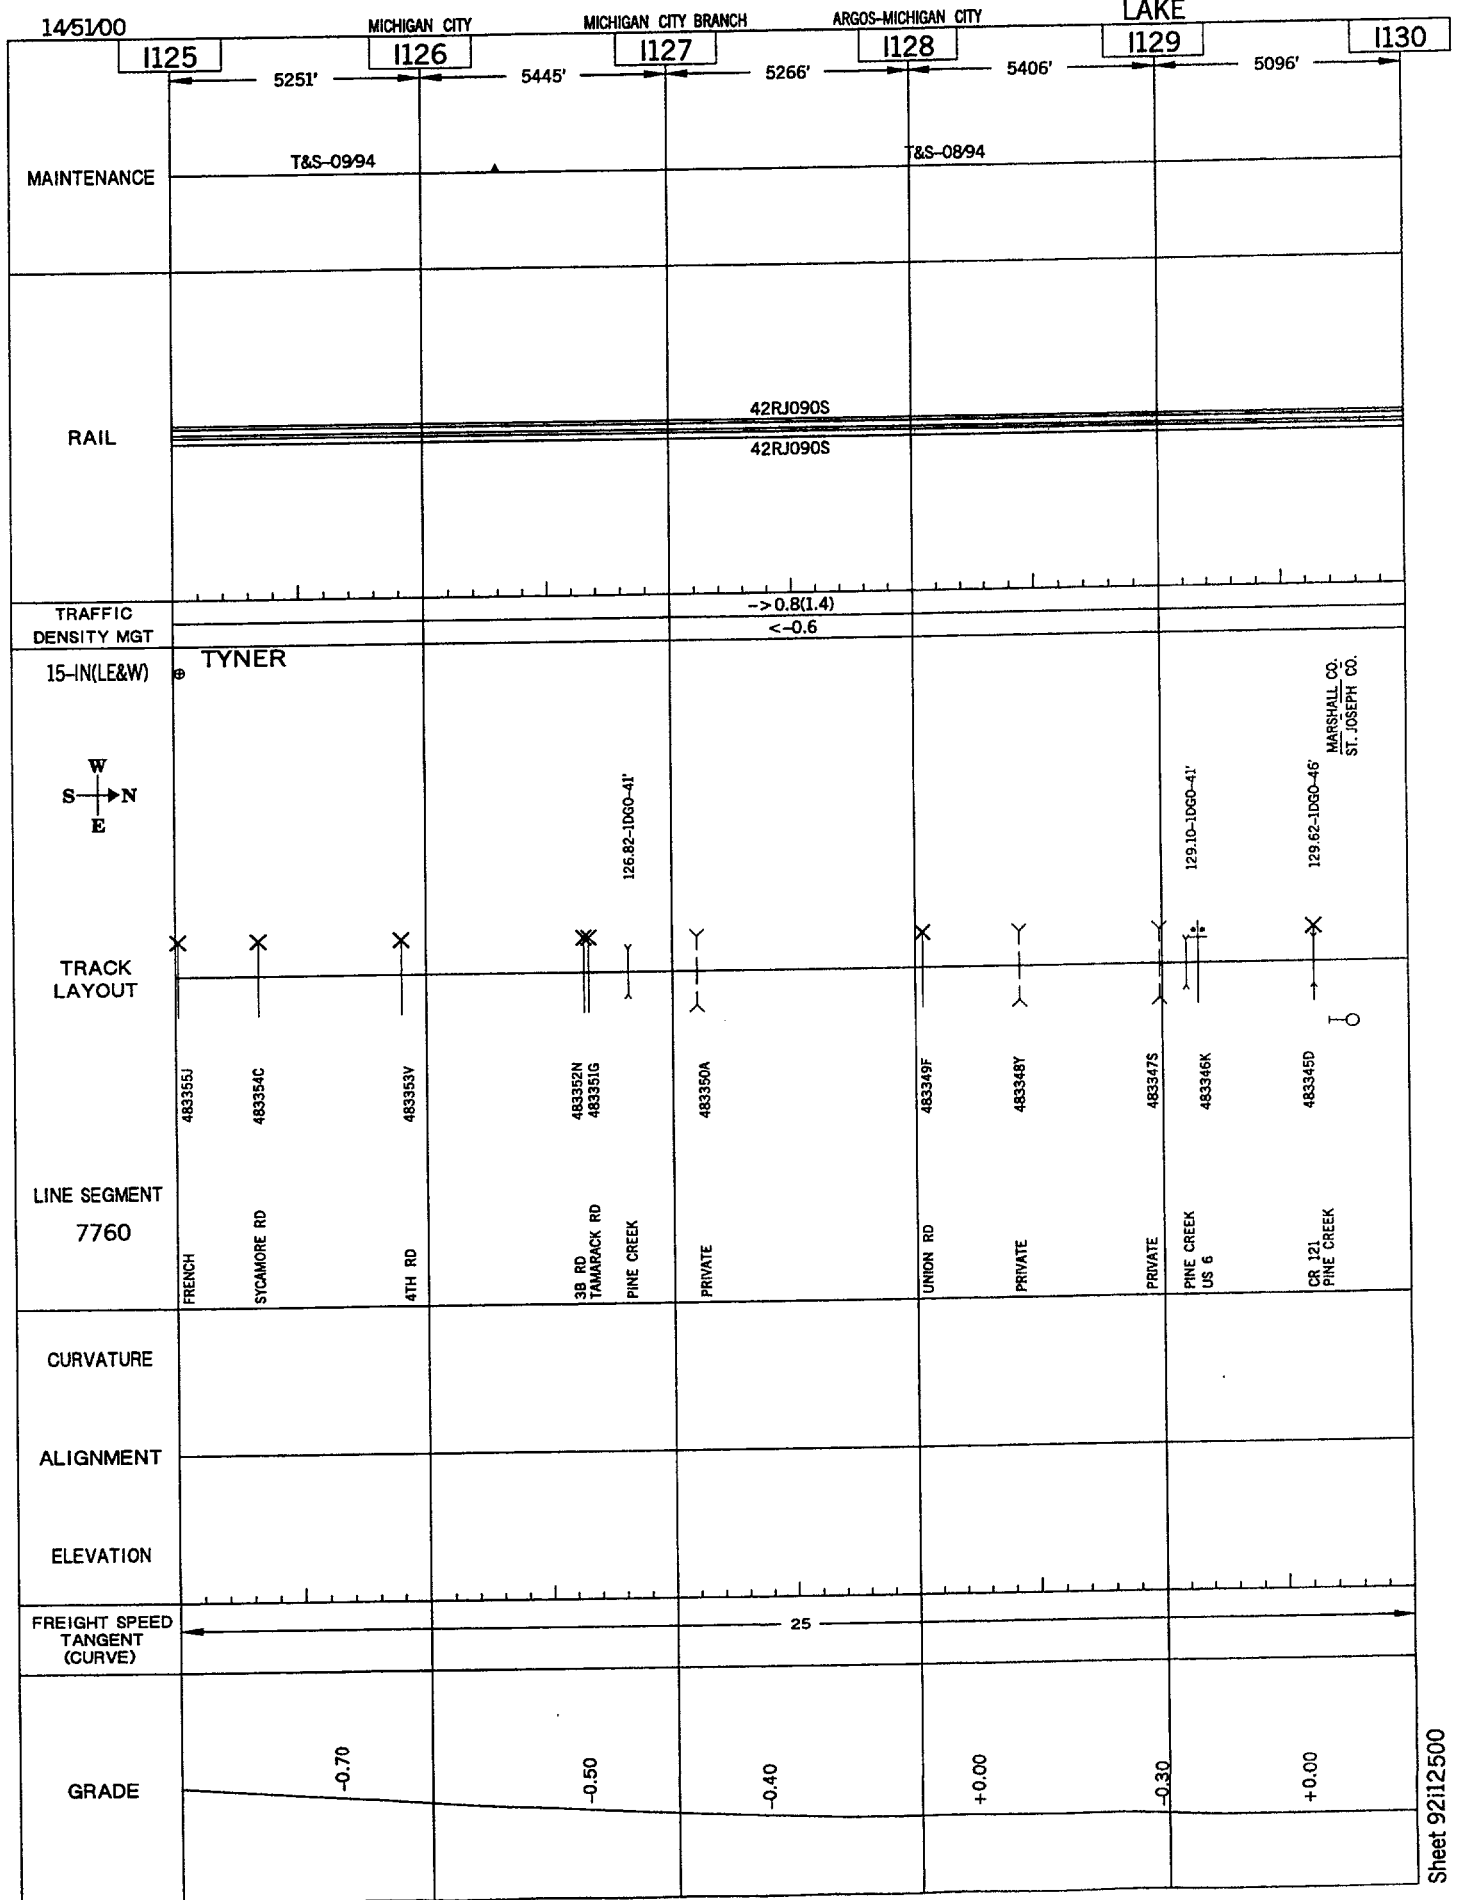 14/51/00
MICHIGAN CITY
MICHIGAN CITY BRANCH
ARGOS-MICHIGAN CITY
LAKE
I125
I126
I127
I128
I129
I130
5251'
5445'
5266'
5406'
5096'
MAINTENANCE
T&S-09/94
T&S-08/94
RAIL
42RJ090S
42RJ090S
TRAFFIC
DENSITY MGT
->0.8(1.4)
<-0.6
15-IN(LE&W)
TYNER
MARSHALL CO.
ST. JOSEPH CO.
W
S
N
E
126.82-1DGO-41'
129.10-1DGO-41'
129.62-1DGO-46'
TRACK
LAYOUT
483355J
483354C
483353V
483352N
483351G
483350A
483349F
483348Y
483347S
483346K
483345D
LINE SEGMENT
7760
FRENCH
SYCAMORE RD
4TH RD
3B RD
TAMARACK RD
PINE CREEK
PRIVATE
UNION RD
PRIVATE
PRIVATE
PINE CREEK
US 6
CR 121
PINE CREEK
CURVATURE
ALIGNMENT
ELEVATION
FREIGHT SPEED
TANGENT
(CURVE)
25
GRADE
-0.70
-0.50
-0.40
+0.00
-0.30
+0.00
Sheet 92i12500